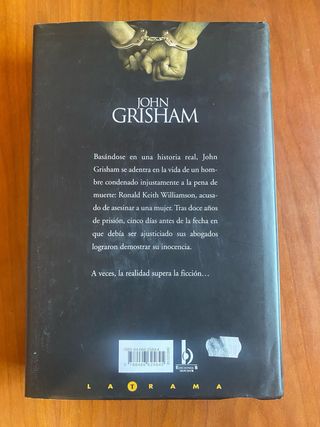 JOHN
GRISHAM
Basándose en una historia real, John
Grisham se adentra en la vida de un hom-
bre condenado injustamente a la pena de
muerte: Ronald Keith Williamson, acusa-
do de asesinar a una mujer. Tras doce años
de prisión, cinco días antes de la fecha en
que debía ser ajusticiado sus abogados
lograron demostrar su inocencia.
A veces, la realidad supera la ficción…
LA TRAMA